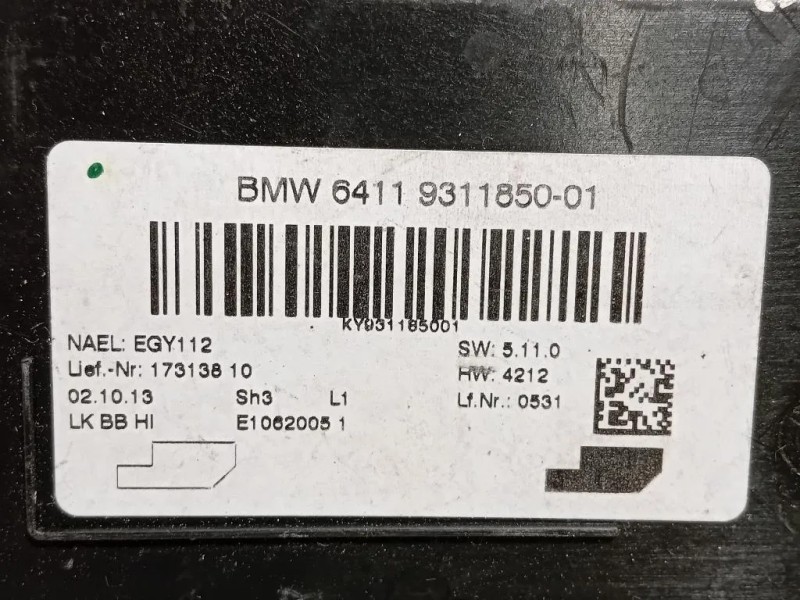 BMW 6411 9311850-01
KY931185001
NAEL: EGY112
SW: 5.11.0
Lief.-Nr: 173138 10
HW: 4212
02.10.13 Sh3 L1
Lf.Nr.: 0531
LK BB HI E1062005 1